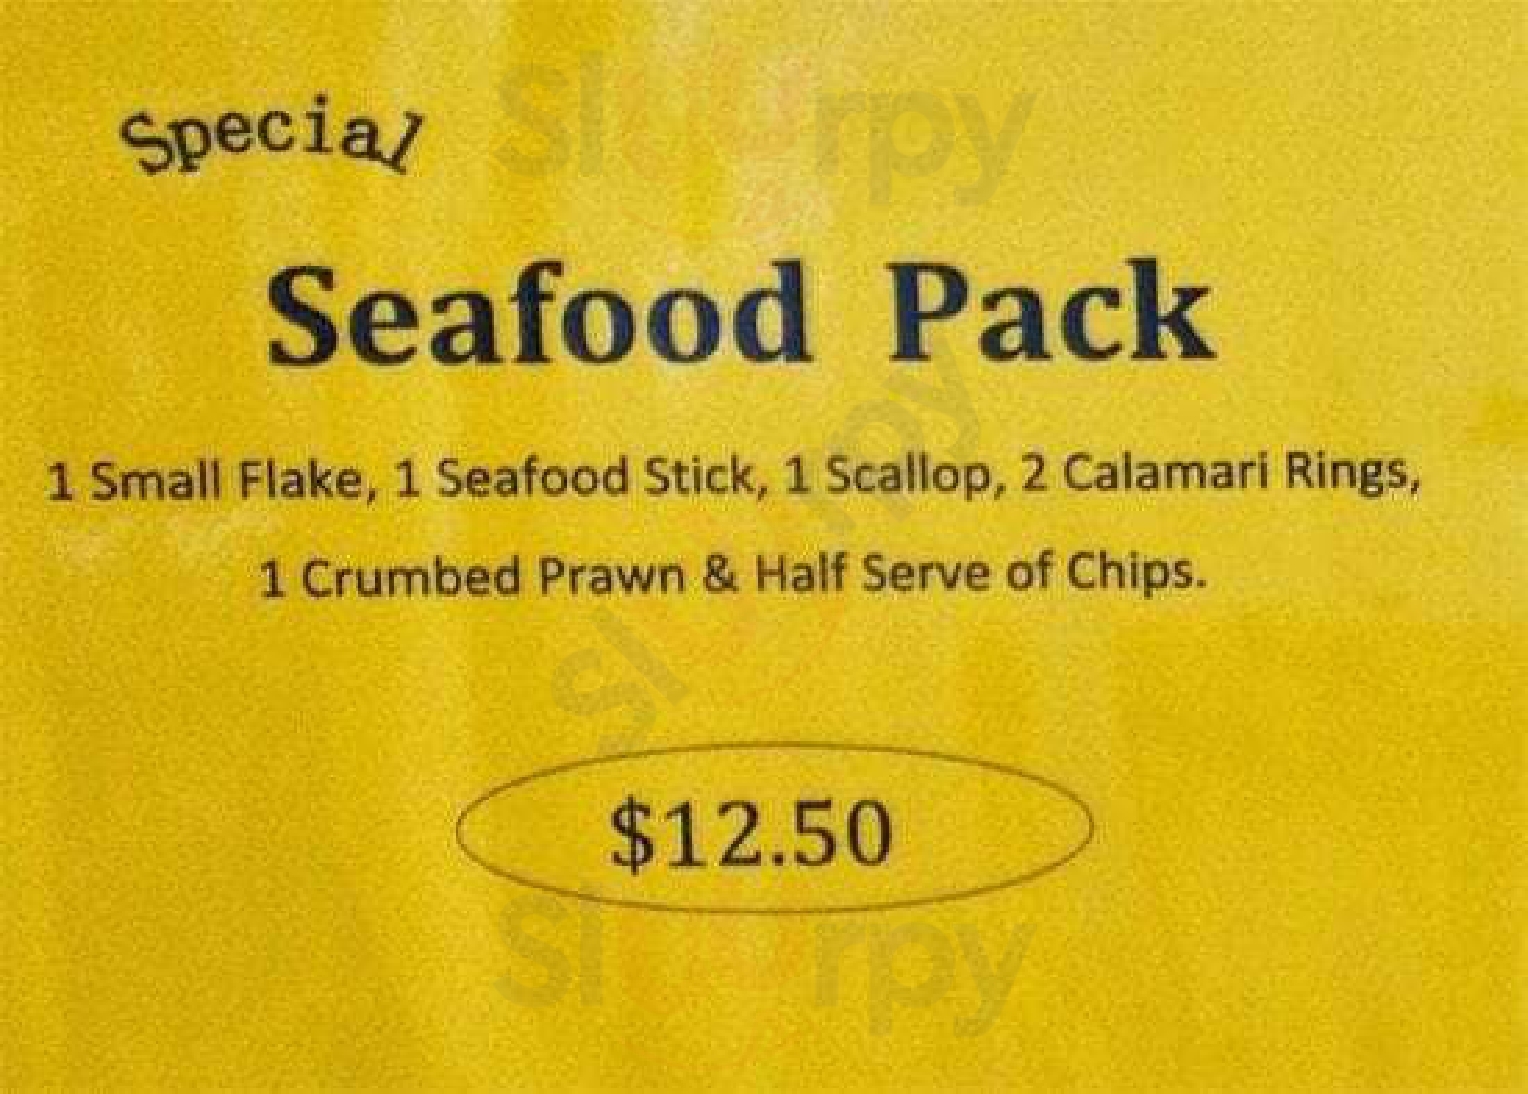 Special
Seafood Pack
1 Small Flake, 1 Seafood Stick, 1 Scallop, 2 Calamari Rings,
1 Crumbed Prawn & Half Serve of Chips.
$12.50